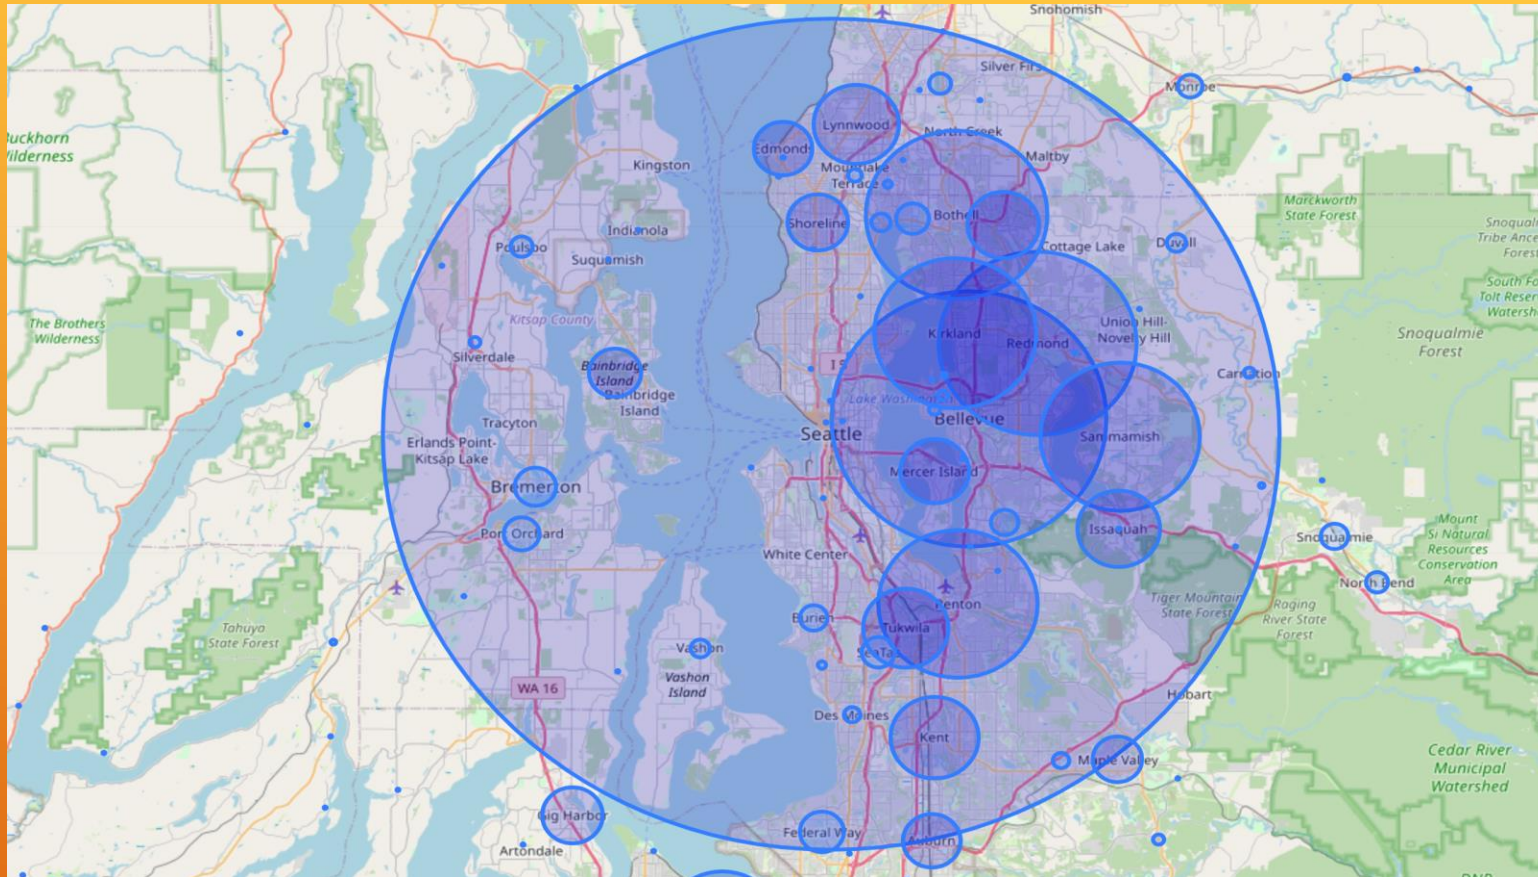 Snohomish
Silver Firs
Monroe
Buckhorn
Wilderness
Lynnwood
North Creek
Edmonds
Kingston
Maltby
Mountlake
Terrace
Marckworth
State Forest
Shoreline
Bothell
Indianola
Cottage Lake
Duvall
Snoqual
Tribe Ance
Forest
Poulsbo
Suquamish
South Fo
Tolt Reser
Watersh
Kitsap County
The Brothers
Wilderness
Kirkland
Redmond
Union Hill-
Novelty Hill
Snoqualmie
Forest
Silverdale
I 5
Bainbridge
Island
Bainbridge
Island
Carnation
Lake Washington
Tracyton
Seattle
Bellevue
Sammamish
Erlands Point-
Kitsap Lake
Mercer Island
Bremerton
Port Orchard
White Center
Issaquah
Snoqualmie
Mount
Si Natural
Resources
Conservation
Area
North Bend
Tiger Mountain
State Forest
Raging
River State
Forest
Renton
Burien
Tukwila
Tahuya
State Forest
SeaTac
Vashon
Vashon
Island
WA 16
Hobart
Des Moines
Kent
Maple Valley
Cedar River
Municipal
Watershed
Gig Harbor
Federal Way
Auburn
Artondale